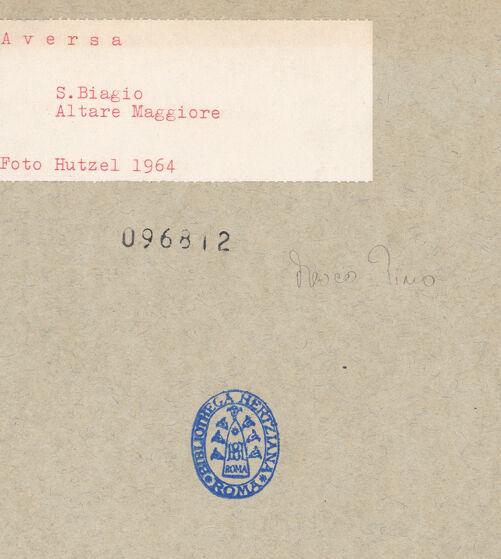 Aversa
S.Biagio
Altare Maggiore
Foto Hutzel 1964
096812
Marco Pino
BIBLIOTHECA HERTZIANA
ROMA
ROMA